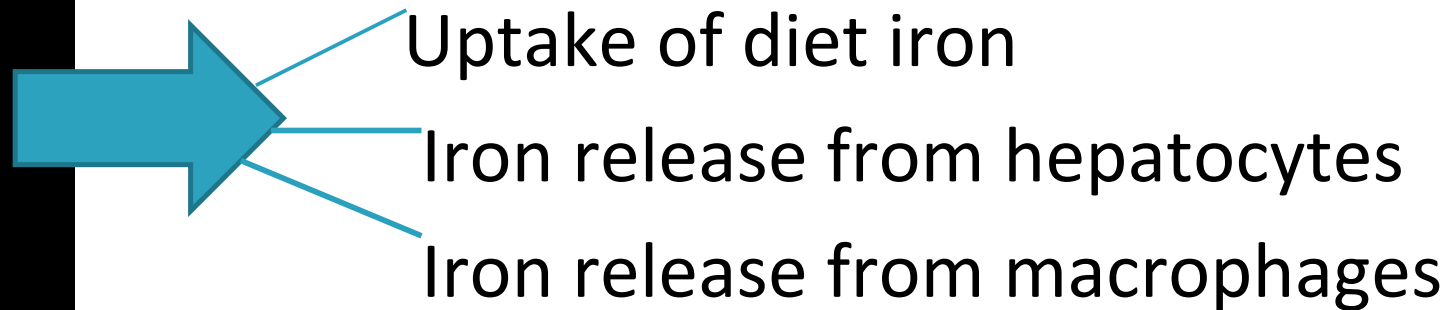 Uptake of diet iron
Iron release from hepatocytes
Iron release from macrophages